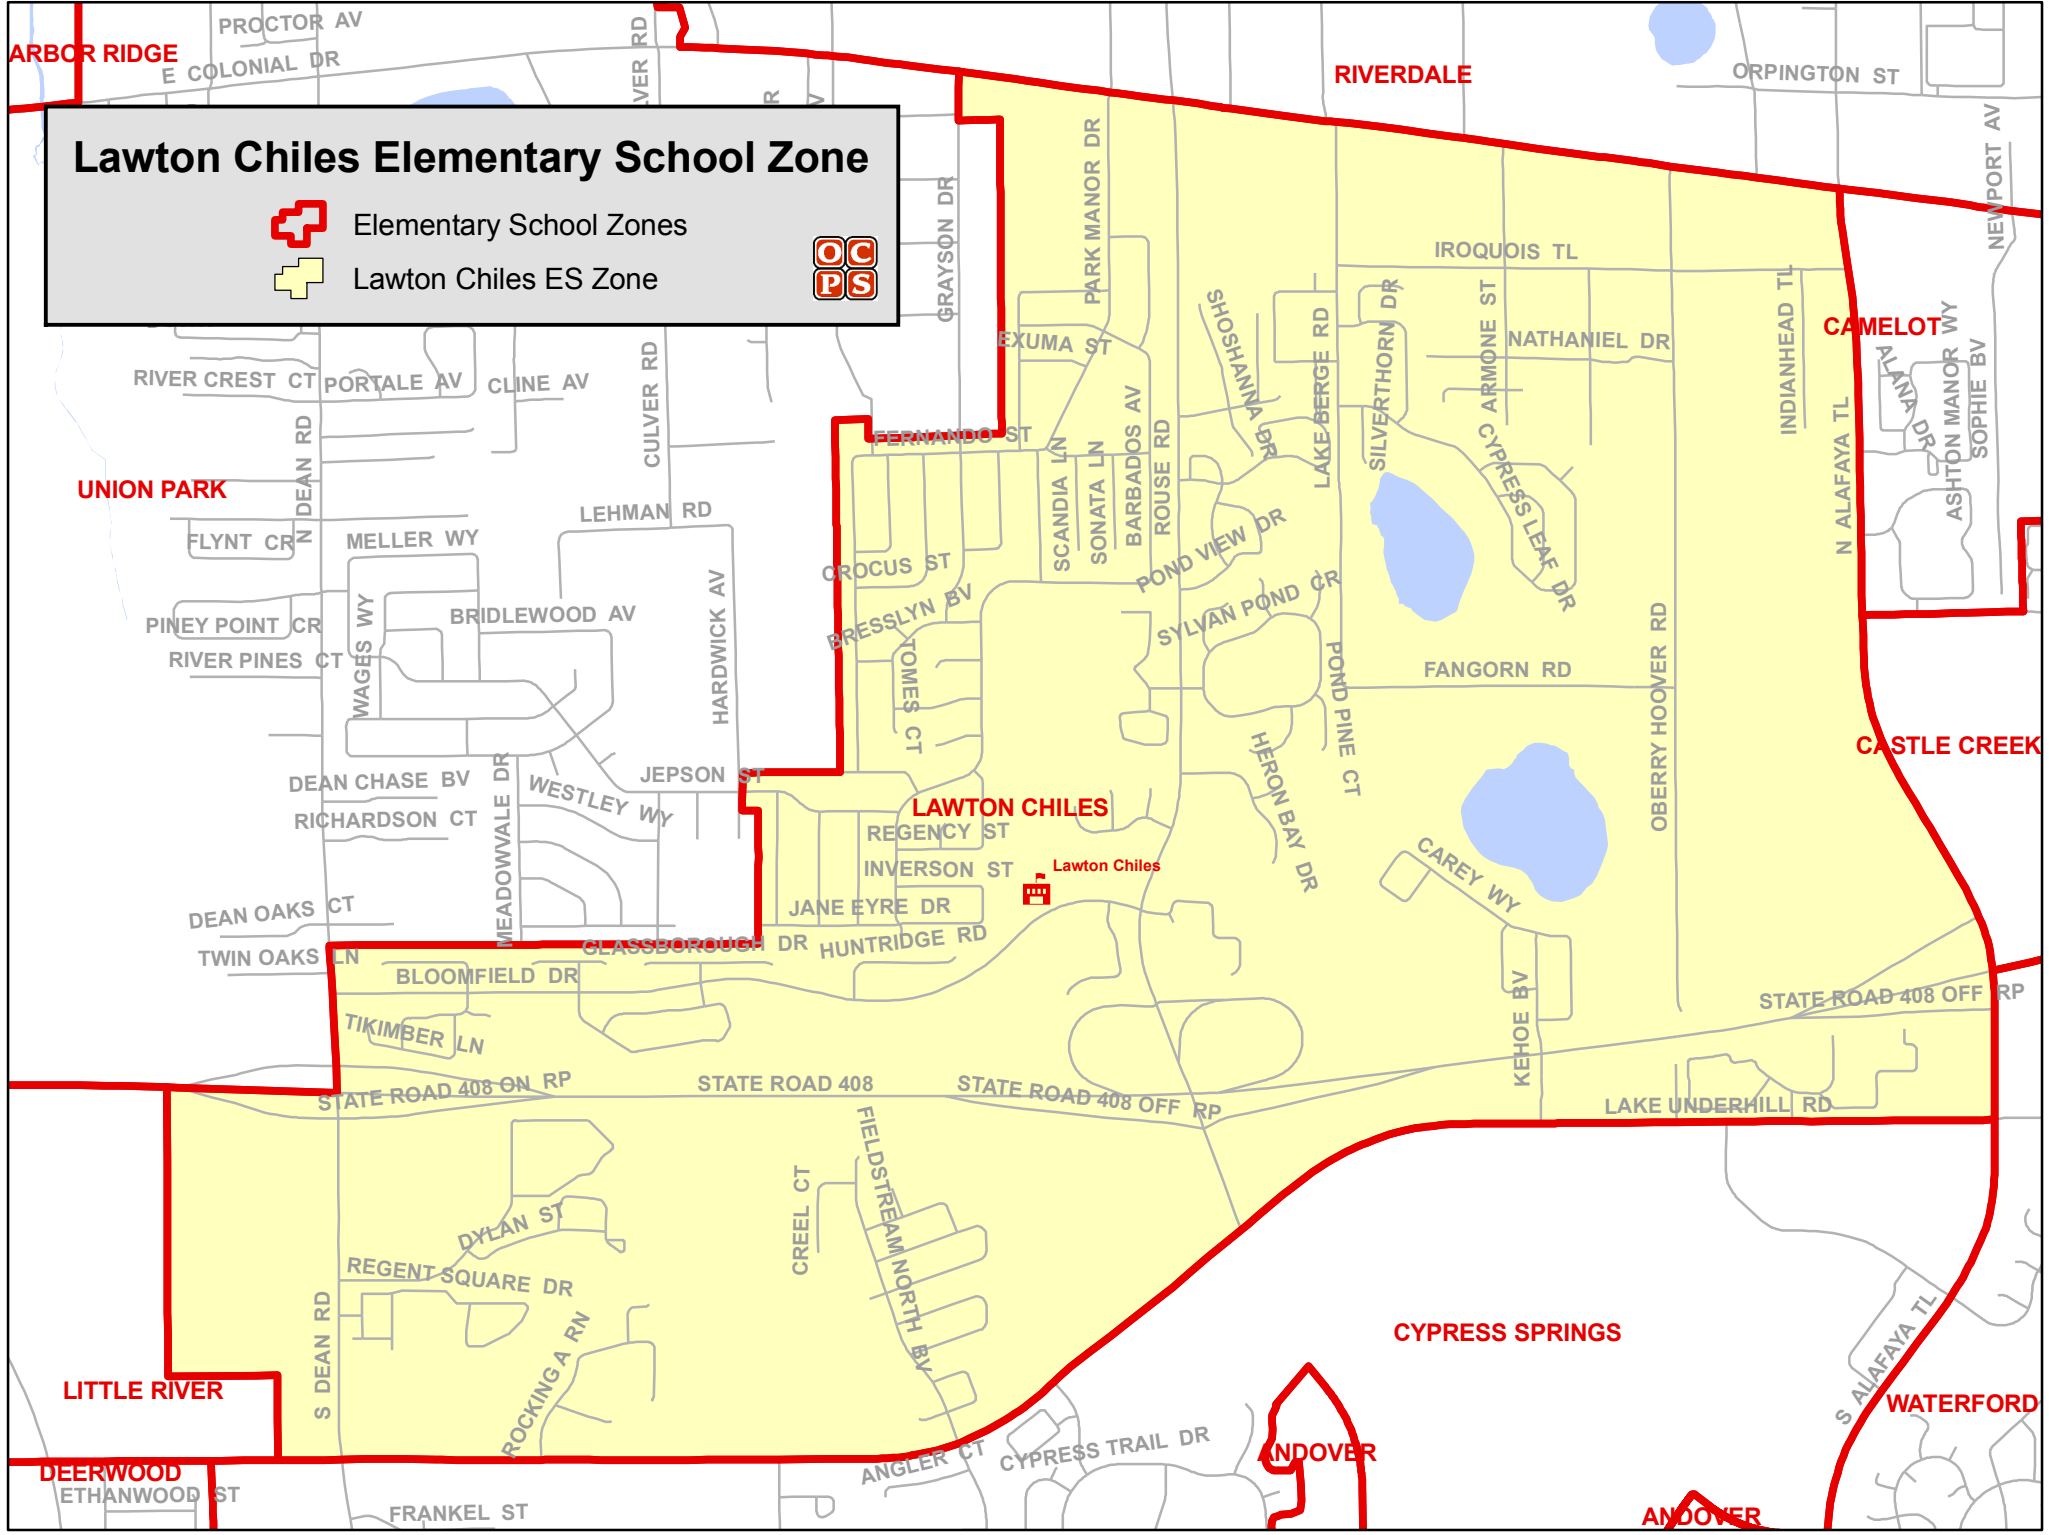 PROCTOR AV
ARBOR RIDGE
E COLONIAL DR
RIVERDALE
ORPINGTON ST
NEWPORT AV
Lawton Chiles Elementary School Zone
Elementary School Zones
Lawton Chiles ES Zone
OC
PS
GRAYSON DR
PARK MANOR DR
IROQUOIS TL
INDIANHEAD TL
EXUMA ST
SHOSHANNA DR
LAKE BERGE RD
SILVERTHORN DR
ARMONE ST
NATHANIEL DR
CAMELOT
ALANA DR
ASHTON MANOR WY
SOPHIE BV
RIVER CREST CT
PORTALE AV
CLINE AV
CULVER RD
N DEAN RD
FERNANDO ST
SCANDIA LN
SONATA LN
BARBADOS AV
ROUSE RD
CYPRESS LEAF DR
N ALAFAYA TL
UNION PARK
LEHMAN RD
FLYNT CR
MELLER WY
CROCUS ST
POND VIEW DR
BRESSLYN BV
SYLVAN POND CR
PINEY POINT CR
BRIDLEWOOD AV
RIVER PINES CT
WAGES WY
HARDWICK AV
TOMES CT
POND PINE CT
FANGORN RD
OBERRY HOOVER RD
CASTLE CREEK
HERON BAY DR
DEAN CHASE BV
MEADOWVALE DR
WESTLEY WY
JEPSON ST
RICHARDSON CT
LAWTON CHILES
REGENCY ST
INVERSON ST
Lawton Chiles
CAREY WY
JANE EYRE DR
DEAN OAKS CT
TWIN OAKS LN
GLASSBOROUGH DR
HUNTRIDGE RD
BLOOMFIELD DR
TIKIMBER LN
KEHOE BV
STATE ROAD 408 OFF RP
STATE ROAD 408 ON RP
STATE ROAD 408
STATE ROAD 408 OFF RP
LAKE UNDERHILL RD
FIELDSTREAM NORTH BV
CREEL CT
DYLAN ST
REGENT SQUARE DR
S DEAN RD
ROCKING A RN
LITTLE RIVER
CYPRESS SPRINGS
S ALAFAYA TL
WATERFORD
DEERWOOD
ETHANWOOD ST
FRANKEL ST
ANGLER CT
CYPRESS TRAIL DR
ANDOVER
ANDOVER